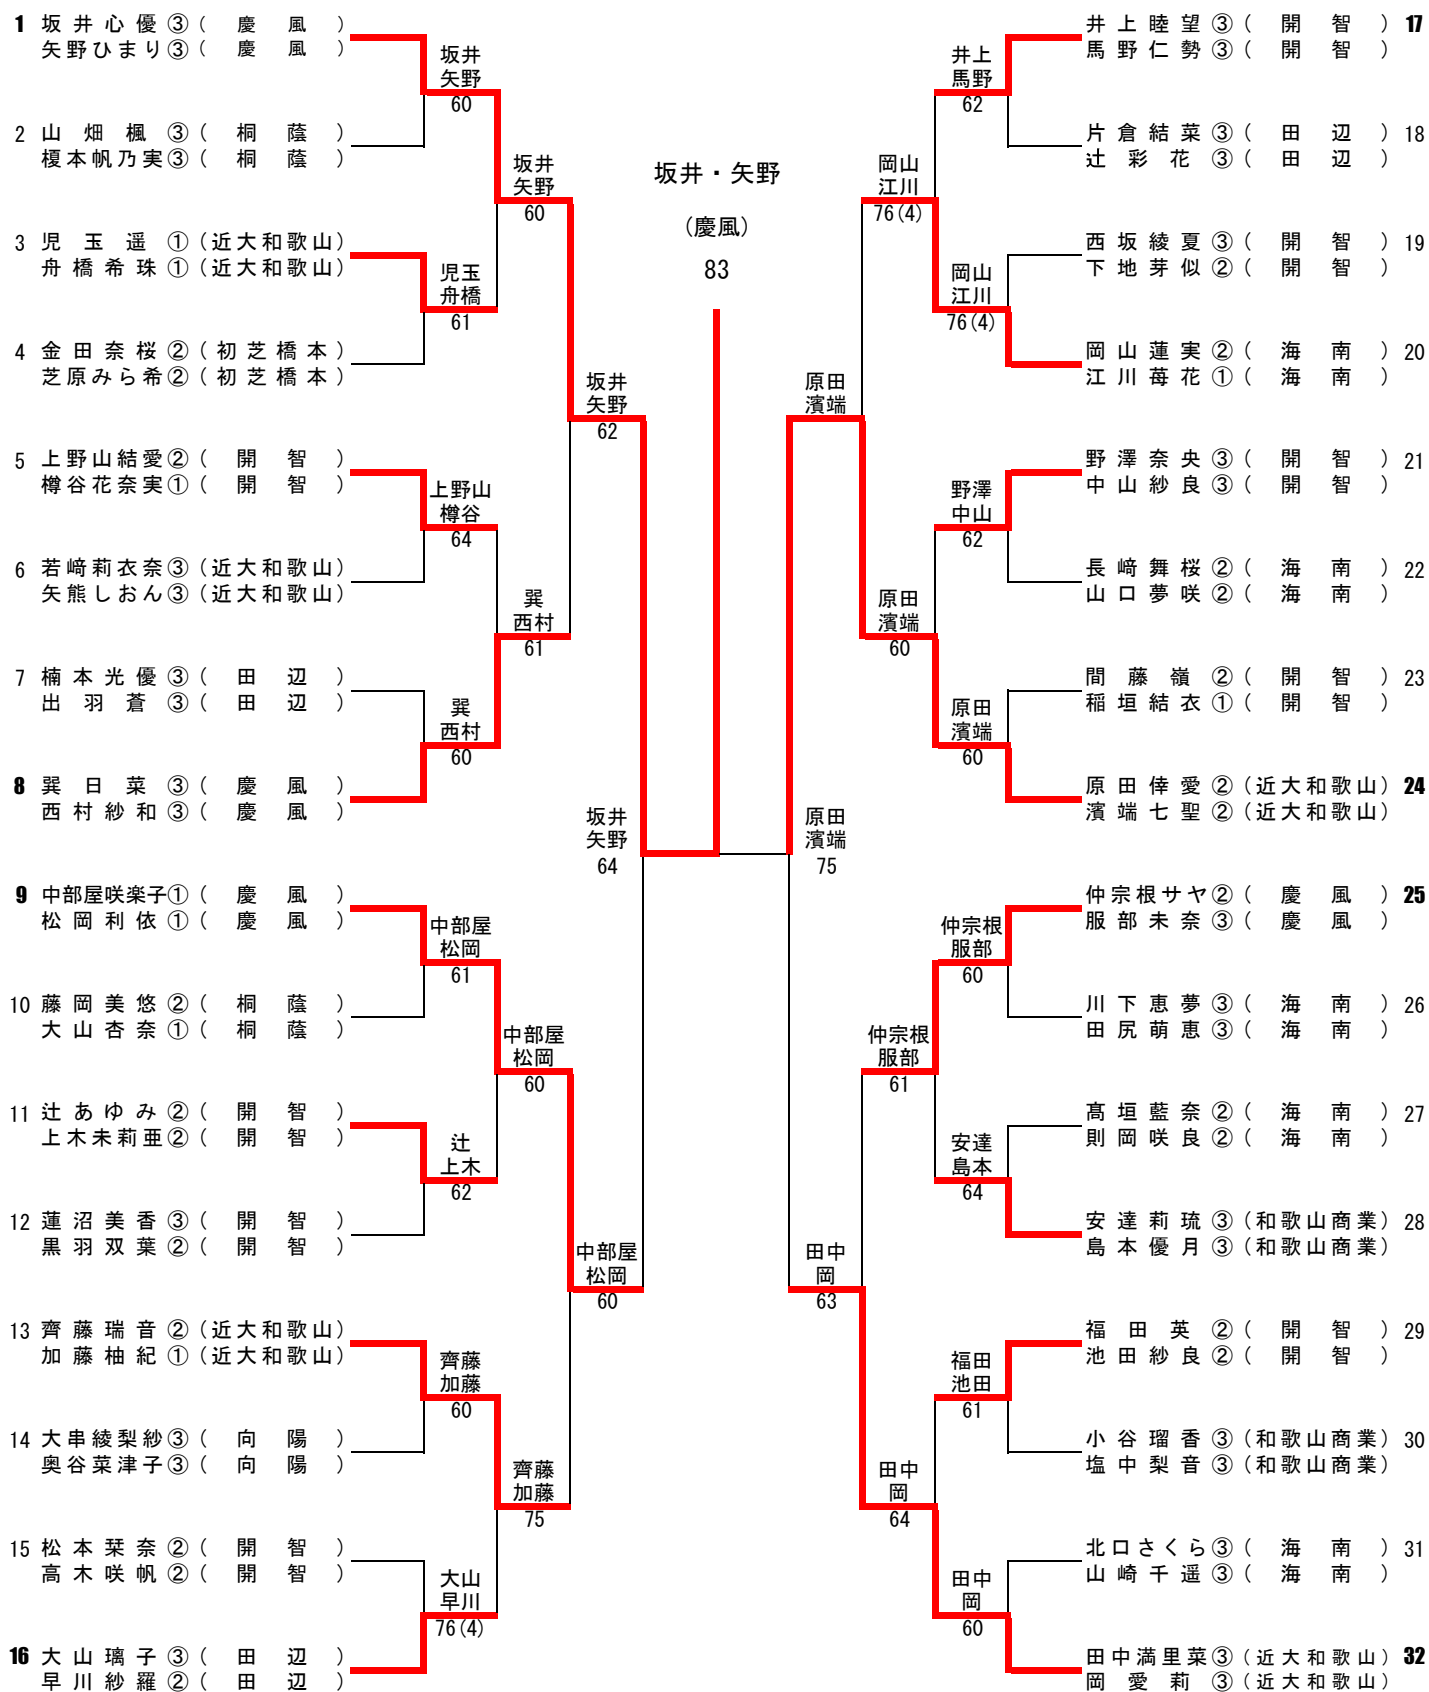 1 坂井心優③(慶風)
矢野ひまり③(慶風)
2 山畑楓③(桐蔭)
榎本帆乃実③(桐蔭)
3 児玉遥①(近大和歌山)
舟橋希珠①(近大和歌山)
4 金田奈桜②(初芝橋本)
芝原みら希②(初芝橋本)
5 上野山結愛②(開智)
樽谷花奈実①(開智)
6 若﨑莉衣奈③(近大和歌山)
矢熊しおん③(近大和歌山)
7 楠本光優③(田辺)
出羽蒼③(田辺)
8 巽日菜③(慶風)
西村紗和③(慶風)
9 中部屋咲楽子①(慶風)
松岡利依①(慶風)
10 藤岡美悠②(桐蔭)
大山杏奈①(桐蔭)
11 辻あゆみ②(開智)
上木未莉亜②(開智)
12 蓮沼美香③(開智)
黒羽双葉②(開智)
13 齊藤瑞音②(近大和歌山)
加藤柚紀①(近大和歌山)
14 大串綾梨紗③(向陽)
奥谷菜津子③(向陽)
15 松本栞奈②(開智)
高木咲帆②(開智)
16 大山璃子③(田辺)
早川紗羅②(田辺)
坂井
矢野
60
児玉
舟橋
61
上野山
樽谷
64
巽
西村
60
中部屋
松岡
61
辻
上木
62
齊藤
加藤
60
大山
早川
76(4)
坂井
矢野
60
巽
西村
61
中部屋
松岡
60
齊藤
加藤
75
坂井
矢野
62
中部屋
松岡
60
坂井
矢野
64
坂井・矢野
(慶風)
83
原田
濱端
75
原田
濱端
田中
岡
63
岡山
江川
76(4)
原田
濱端
60
仲宗根
服部
61
田中
岡
64
井上
馬野
62
岡山
江川
76(4)
野澤
中山
62
原田
濱端
60
仲宗根
服部
60
安達
島本
64
福田
池田
61
田中
岡
60
井上睦望③(開智) 17
馬野仁勢③(開智)
片倉結菜③(田辺) 18
辻彩花③(田辺)
西坂綾夏③(開智) 19
下地芽似②(開智)
岡山蓮実②(海南) 20
江川苺花①(海南)
野澤奈央③(開智) 21
中山紗良③(開智)
長﨑舞桜②(海南) 22
山口夢咲②(海南)
間藤嶺②(開智) 23
稲垣結衣①(開智)
原田倖愛②(近大和歌山) 24
濱端七聖②(近大和歌山)
仲宗根サヤ②(慶風) 25
服部未奈③(慶風)
川下恵夢③(海南) 26
田尻萌恵③(海南)
髙垣藍奈②(海南) 27
則岡咲良②(海南)
安達莉琉③(和歌山商業) 28
島本優月③(和歌山商業)
福田英②(開智) 29
池田紗良②(開智)
小谷瑠香③(和歌山商業) 30
塩中梨音③(和歌山商業)
北口さくら③(海南) 31
山崎千遥③(海南)
田中満里菜③(近大和歌山) 32
岡愛莉③(近大和歌山)